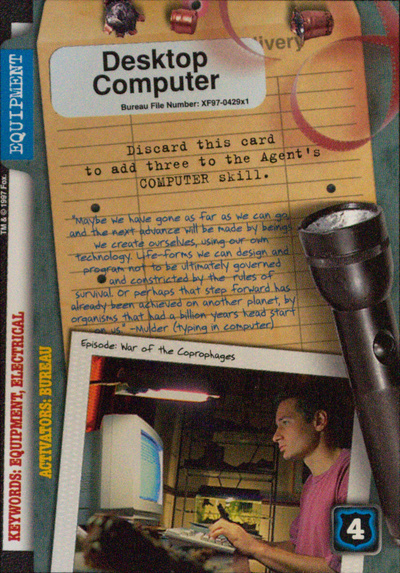 ivery
Desktop
Computer
Bureau File Number: XF97-0429x1
EQUIPMENT
Discard this card
to add three to the Agent's
COMPUTER skill.
"Maybe we have gone as far as we can go,
and the next advance will be made by beings
we create ourselves, using our own
technology. Life-forms we can design and
program not to be ultimately governed
and constricted by the rules of
survival. Or perhaps that step forward has
already been achieved on another planet, by
organisms that had a billion years head start
on us" -Mulder (typing in computer)
Episode: War of the Coprophages
TM & © 1997 Fox.
KEYWORDS: EQUIPMENT, ELECTRICAL
ACTIVATORS: BUREAU
4